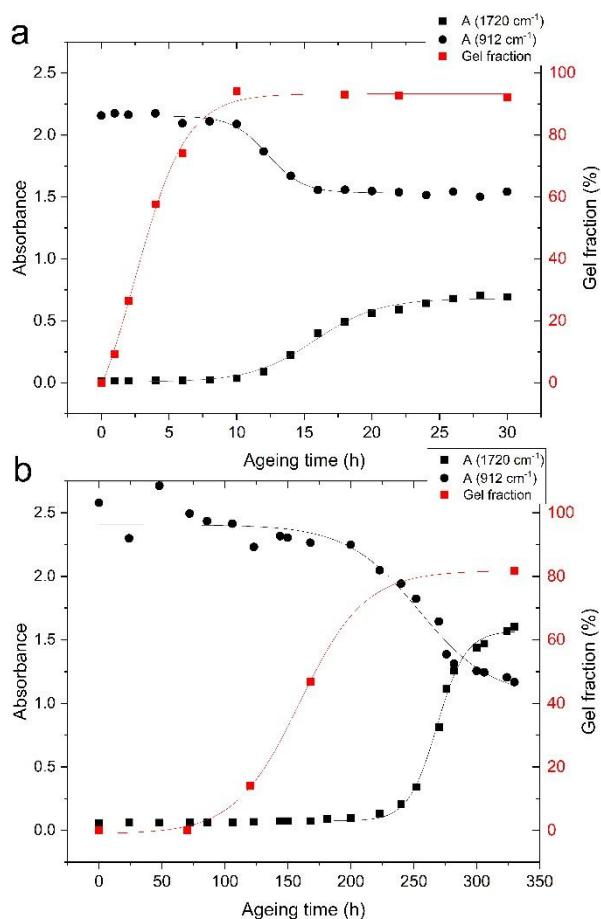 a
A (1720 cm⁻¹)
A (912 cm⁻¹)
Gel fraction
2.5
2.0
1.5
1.0
0.5
0.0
Absorbance
100
80
60
40
20
0
Gel fraction (%)
0 5 10 15 20 25 30
Ageing time (h)
b
A (1720 cm⁻¹)
A (912 cm⁻¹)
Gel fraction
2.5
2.0
1.5
1.0
0.5
0.0
Absorbance
100
80
60
40
20
0
Gel fraction (%)
0 50 100 150 200 250 300 350
Ageing time (h)